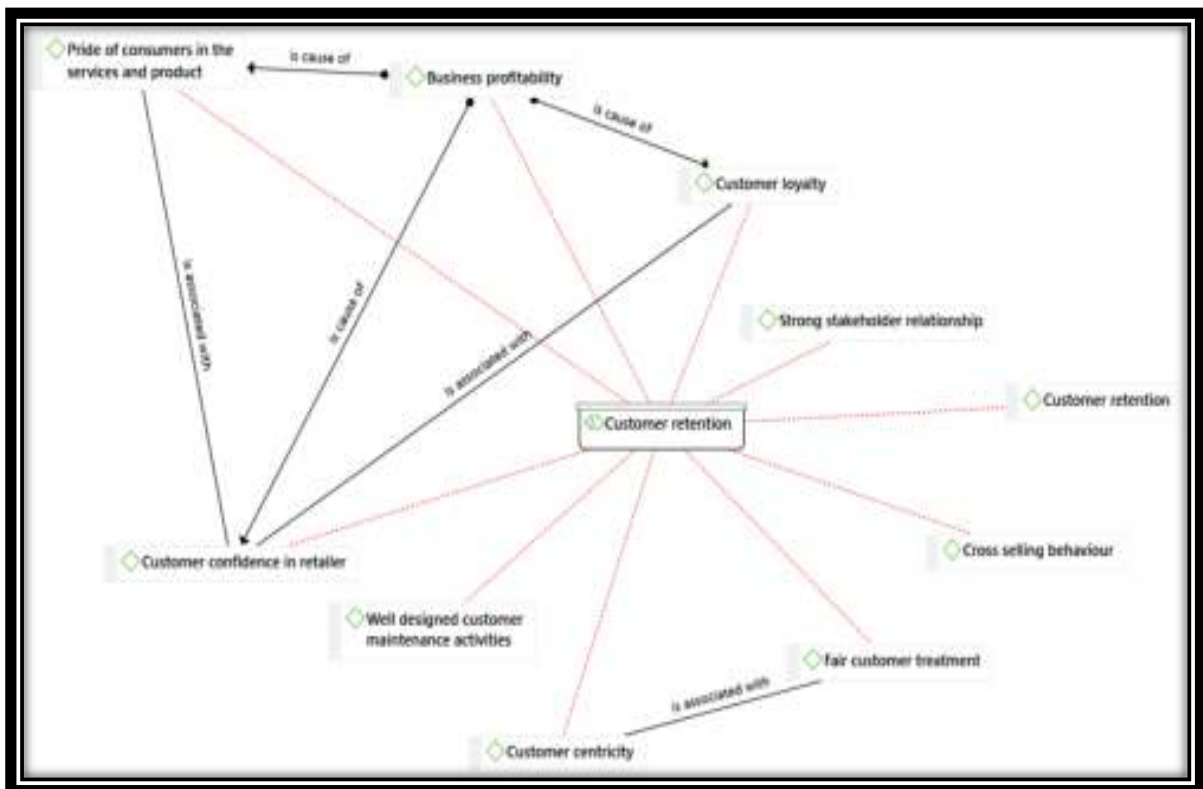 Pride of consumers in the
services and product
is cause of
Business profitability
is cause of
Customer loyalty
is associated with
is cause of
is associated with
Strong stakeholder relationship
Customer retention
Customer retention
Cross selling behaviour
Customer confidence in retailer
Well designed customer
maintenance activities
Fair customer treatment
is associated with
Customer centricity